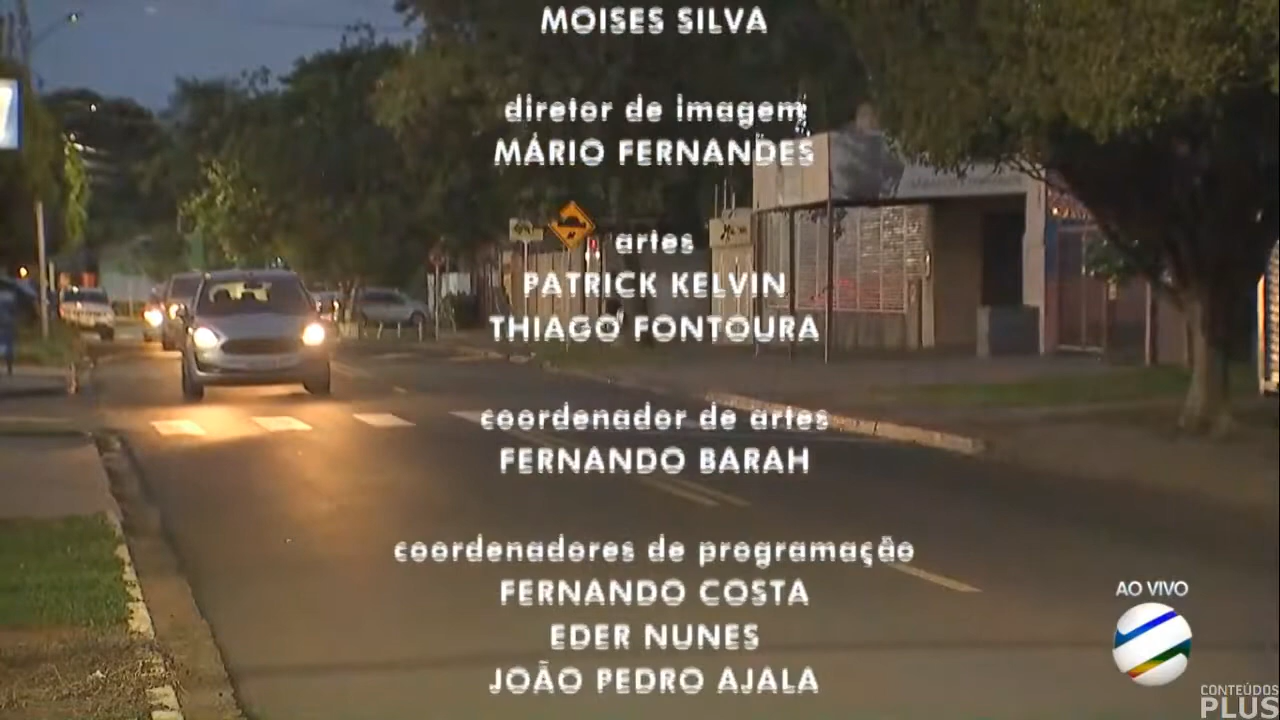 MOISES SILVA
diretor de imagem
MÁRIO FERNANDES
artes
PATRICK KELVIN
THIAGO FONTOURA
coordenador de artes
FERNANDO BARAH
coordenadores de programação
FERNANDO COSTA
EDER NUNES
JOÃO PEDRO AJALA
AO VIVO
CONTEÚDOS
PLUS